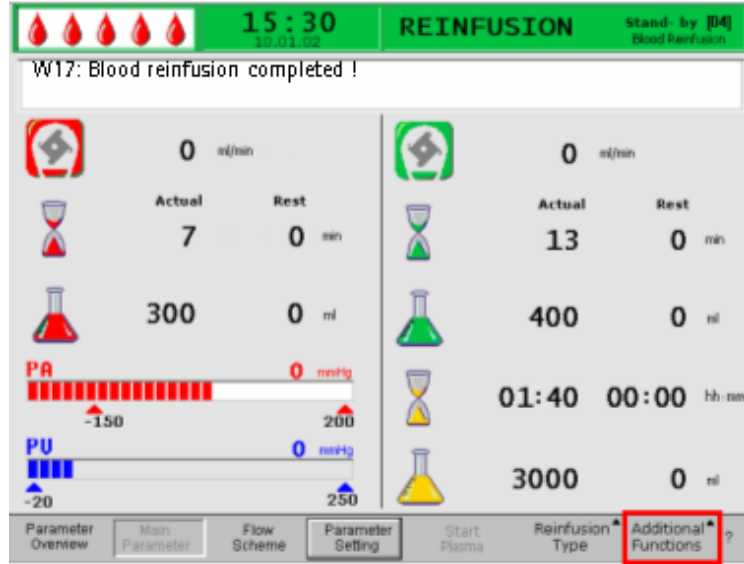 15:30 REINFUSION Stand- by [04]
10.01.02 Blood Reinfusion
W17: Blood reinfusion completed !
0 ml/min 0 ml/min
Actual Rest Actual Rest
7 0 min 13 0 min
300 0 ml 400 0 ml
PA 0 mmHg
-150 200
01:40 00:00 hh:mm
PV 0 mmHg
-20 250
3000 0 ml
Parameter Overview
Main Parameter
Flow Scheme
Parameter Setting
Start Plasma
Reinfusion Type
Additional Functions
?